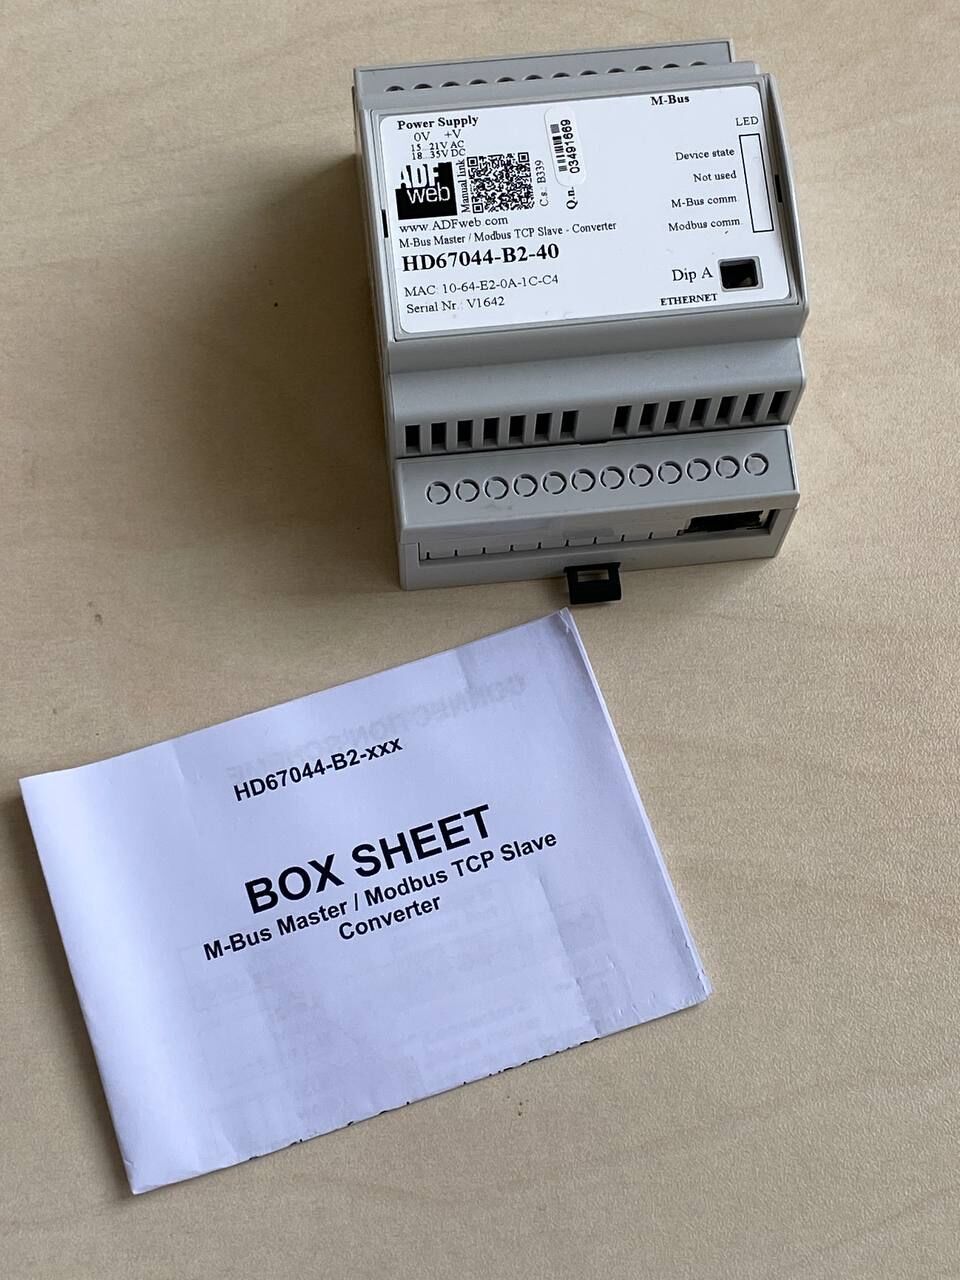 M-Bus
Power Supply
0V +V
15..21V AC
18..35V DC
LED
Device state
Not used
M-Bus comm.
Modbus comm.
ADF
web
Manual link
C.s.: B339
Q.n.
03491669
www.ADFweb.com
M-Bus Master / Modbus TCP Slave - Converter
HD67044-B2-40
MAC: 10-64-E2-0A-1C-C4
Serial Nr.: V1642
Dip A
ETHERNET
HD67044-B2-xxx
BOX SHEET
M-Bus Master / Modbus TCP Slave
Converter